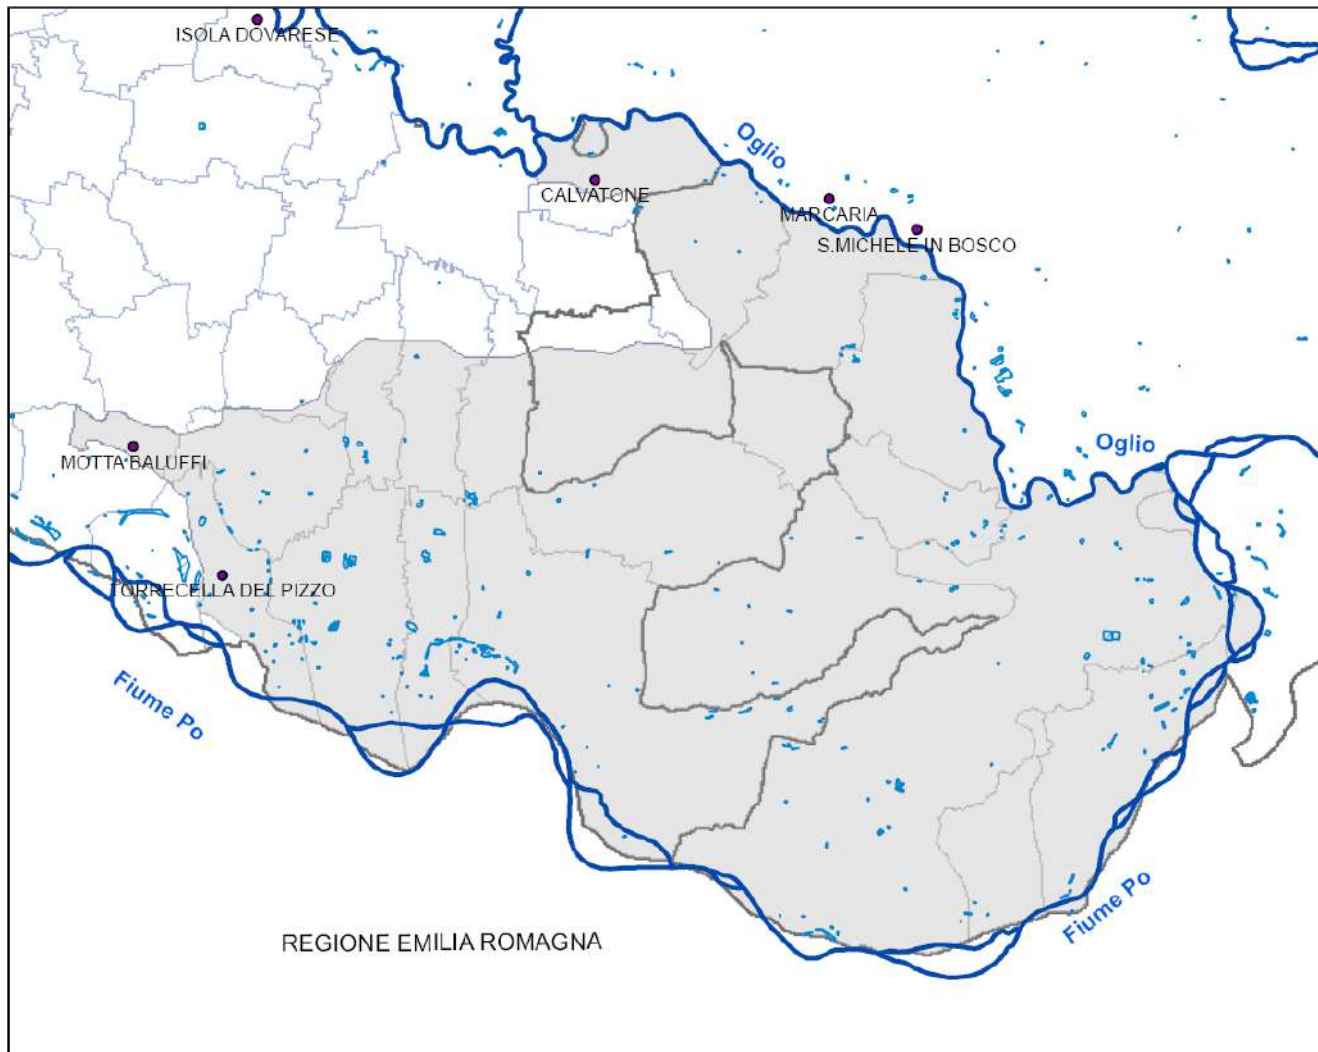 ISOLA DOVARESE
Oglio
CALVATONE
MARCARIA
S.MICHELE IN BOSCO
Oglio
MOTTA BALUFFI
TORRECELLA DEL PIZZO
Fiume Po
Fiume Po
REGIONE EMILIA ROMAGNA